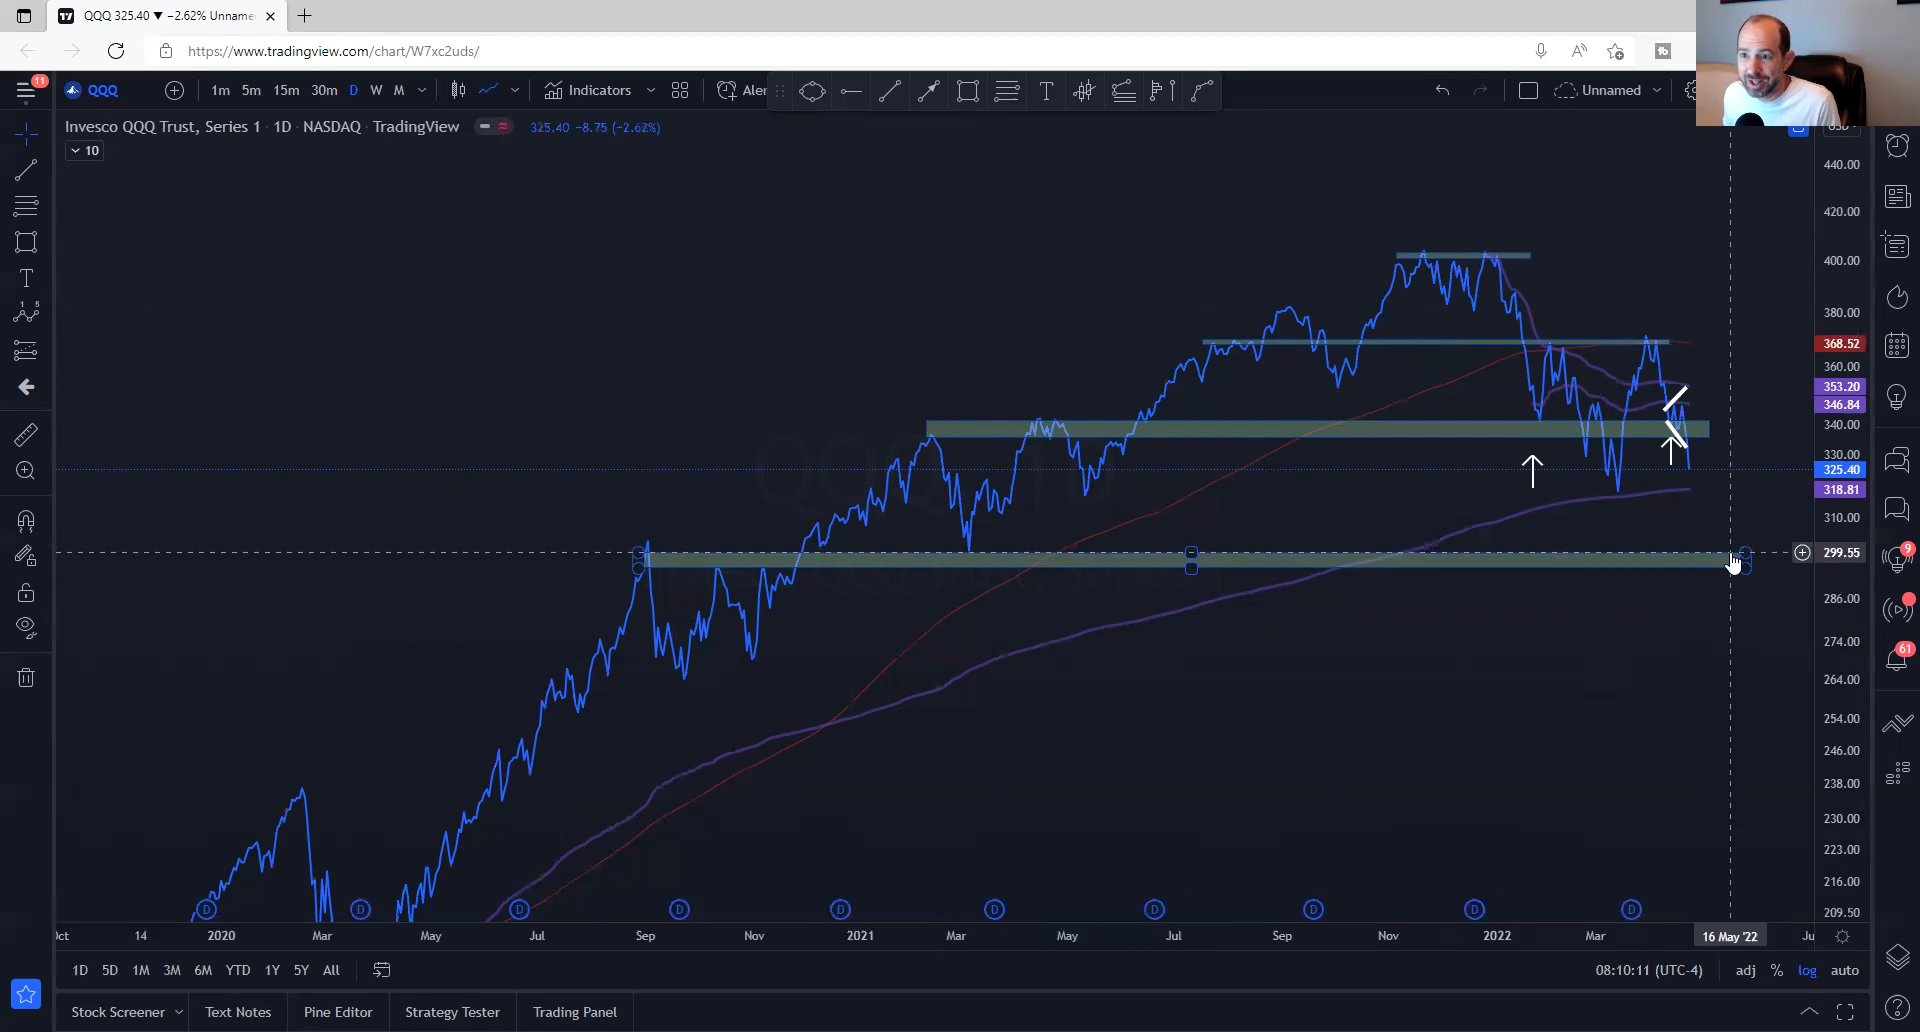 QQQ 325.40 ▼ −2.62% Unname
https://www.tradingview.com/chart/W7xc2uds/
11
QQQ
1m 5m 15m 30m D W M
Indicators
Aler
T
Unnamed
Invesco QQQ Trust, Series 1 · 1D · NASDAQ · TradingView
325.40 −8.75 (−2.62%)
10
USD
440.00
420.00
400.00
380.00
368.52
360.00
353.20
346.84
340.00
330.00
325.40
318.81
310.00
299.55
286.00
274.00
264.00
254.00
246.00
238.00
230.00
223.00
216.00
209.50
9
61
D D D D D D D D D D
Oct 14 2020 Mar May Jul Sep Nov 2021 Mar May Jul Sep Nov 2022 Mar 16 May '22 Ju
1D 5D 1M 3M 6M YTD 1Y 5Y All
08:10:11 (UTC-4) adj % log auto
Stock Screener Text Notes Pine Editor Strategy Tester Trading Panel